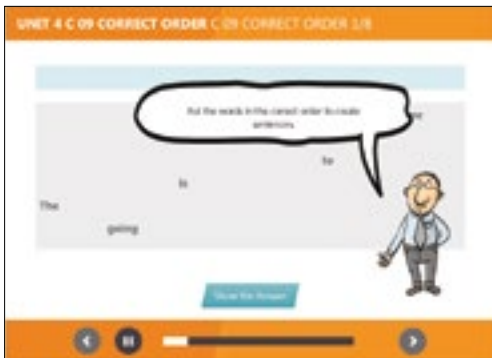 UNIT 4 C 09 CORRECT ORDER C 09 CORRECT ORDER 1/8
Put the words in the correct order to create
sentences.
to
is
The
going
Show the Answer